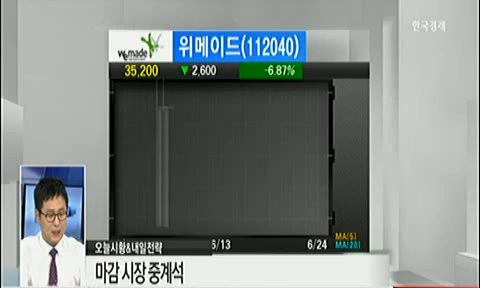 한국경제
wemade
위메이드(112040)
35,200 ▼ 2,600 -6.87%
6/13 6/24
MA(5)
MA(20)
오늘시황&내일전략
마감 시장 중계석